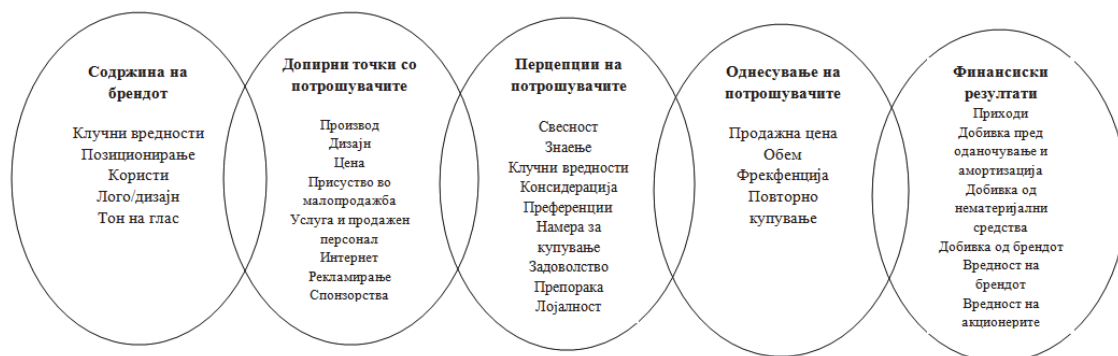 Содржина на
брендот
Клучни вредности
Позиционирање
Користи
Лого/дизајн
Тон на глас
Допирни точки со
потрошувачите
Производ
Дизајн
Цена
Присуство во
малопродажба
Услуга и продажен
персонал
Интернет
Рекламирање
Спонзорства
Перцепции на
потрошувачите
Свесност
Знаење
Клучни вредности
Консидерација
Преференции
Намера за
купување
Задоволство
Препорака
Лојалност
Однесување на
потрошувачите
Продажна цена
Обем
Фрекфенција
Повторно
купување
Финансиски
резултати
Приходи
Добивка пред
оданочување и
амортизација
Добивка од
нематеријални
средства
Добивка од брендот
Вредност на
брендот
Вредност на
акционерите